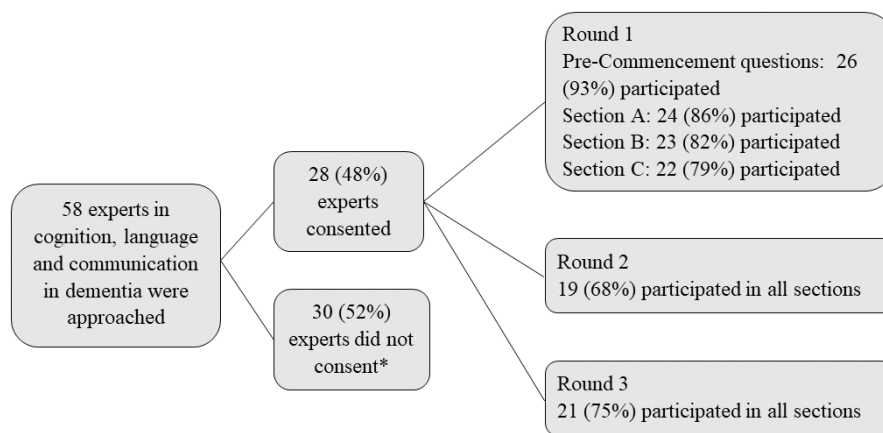 58 experts in
cognition, language
and communication
in dementia were
approached
28 (48%)
experts
consented
30 (52%)
experts did not
consent*
Round 1
Pre-Commencement questions: 26
(93%) participated
Section A: 24 (86%) participated
Section B: 23 (82%) participated
Section C: 22 (79%) participated
Round 2
19 (68%) participated in all sections
Round 3
21 (75%) participated in all sections